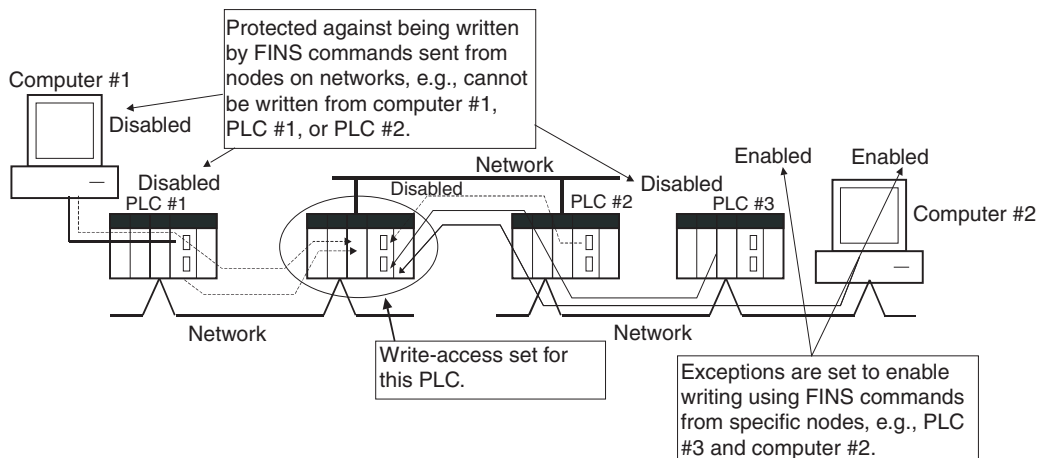 Protected against being written
by FINS commands sent from
nodes on networks, e.g., cannot
be written from computer #1,
PLC #1, or PLC #2.
Computer #1
Disabled
Network
Enabled
Enabled
Disabled
Disabled
Disabled
PLC #1
PLC #2
PLC #3
Computer #2
Network
Network
Write-access set for
this PLC.
Exceptions are set to enable
writing using FINS commands
from specific nodes, e.g., PLC
#3 and computer #2.